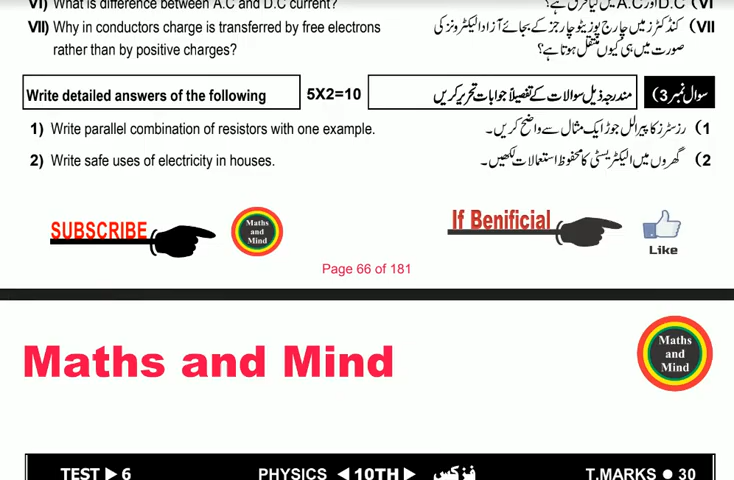 VI) What is difference between A.C and D.C current?
VI) D.C اور A.C میں کیا فرق ہے؟
VII) Why in conductors charge is transferred by free electrons
rather than by positive charges?
VII) کنڈکٹرز میں چارج پوزیٹو چارجز کے بجائے آزاد الیکٹرونز کی
صورت میں ہی کیوں منتقل ہوتا ہے؟
Write detailed answers of the following 5X2=10 مندرجہ ذیل سوالات کے تفصیلاً جوابات تحریر کریں سوال نمبر 3)
1) Write parallel combination of resistors with one example.
1) رزسٹرز کا پیرالل جوڑ ایک مثال سے واضح کریں۔
2) Write safe uses of electricity in houses.
2) گھروں میں الیکٹریسٹی کا محفوظ استعمالات لکھیں۔
SUBSCRIBE
Maths
and
Mind
If Benificial
Like
Page 66 of 181
Maths and Mind
Maths
and
Mind
TEST ▶ 6 PHYSICS ◀ 10TH ▶ فزکس T.MARKS ● 30